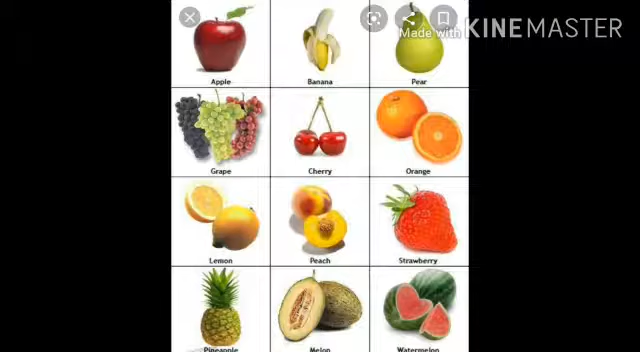 Made with KINEMASTER
Apple Banana Pear
Grape Cherry Orange
Lemon Peach Strawberry
Pineapple Melon Watermelon